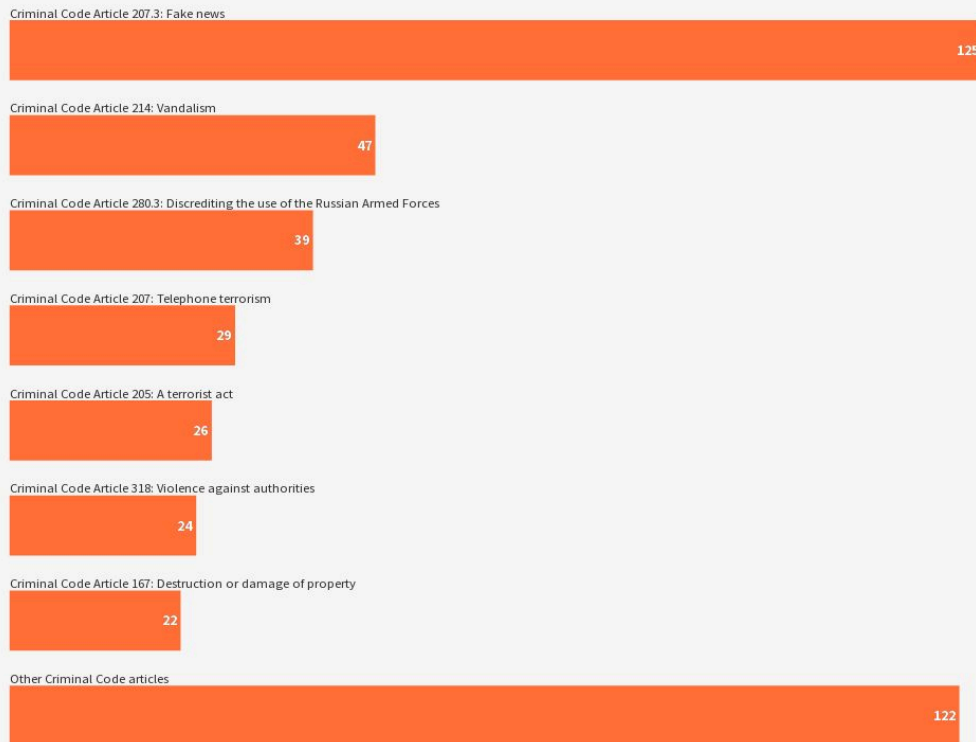 Criminal Code Article 207.3: Fake news
125
Criminal Code Article 214: Vandalism
47
Criminal Code Article 280.3: Discrediting the use of the Russian Armed Forces
39
Criminal Code Article 207: Telephone terrorism
29
Criminal Code Article 205: A terrorist act
26
Criminal Code Article 318: Violence against authorities
24
Criminal Code Article 167: Destruction or damage of property
22
Other Criminal Code articles
122